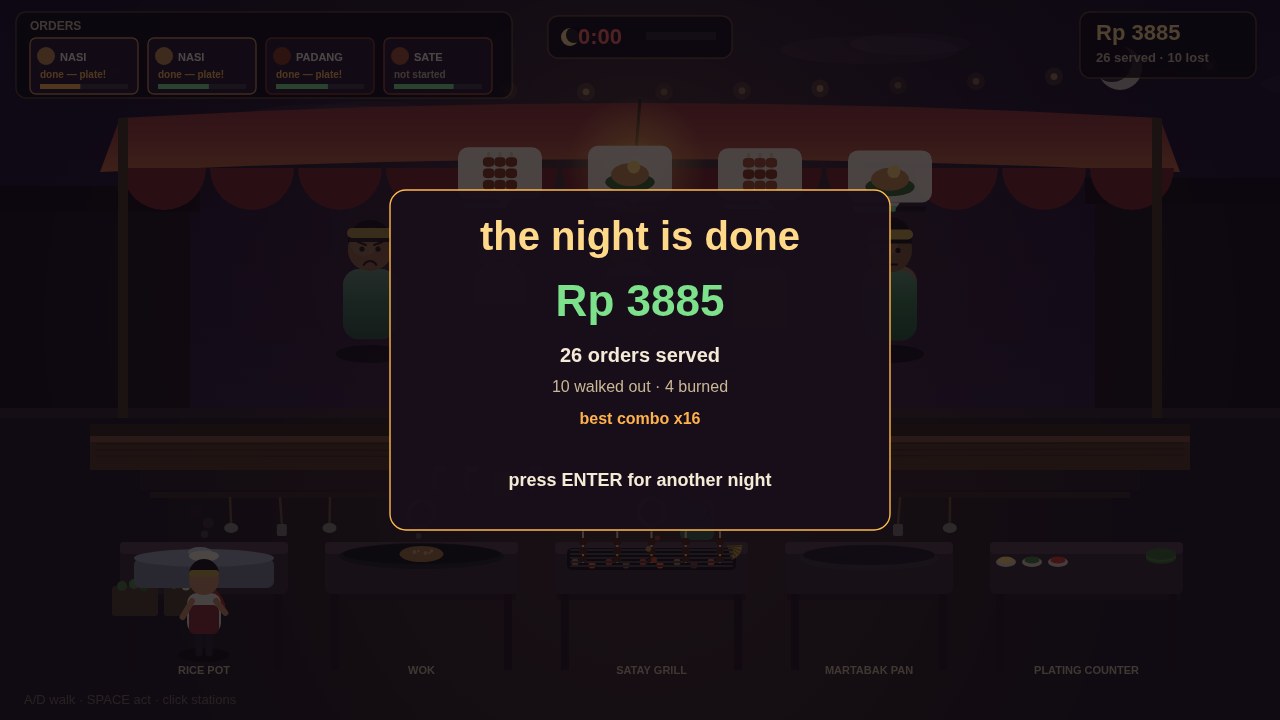 ORDERS
NASI
done — plate!
NASI
done — plate!
PADANG
done — plate!
SATE
not started
0:00
Rp 3885
26 served · 10 lost
the night is done
Rp 3885
26 orders served
10 walked out · 4 burned
best combo x16
press ENTER for another night
RICE POT
WOK
SATAY GRILL
MARTABAK PAN
PLATING COUNTER
A/D walk · SPACE act · click stations